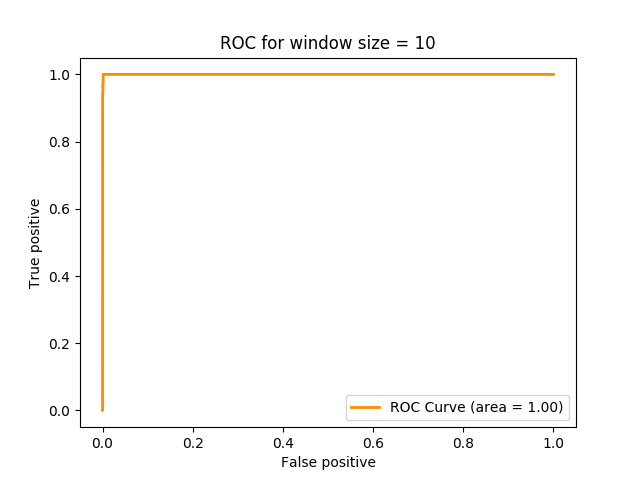 ROC for window size = 10
1.0
0.8
0.6
0.4
0.2
0.0
True positive
ROC Curve (area = 1.00)
0.0 0.2 0.4 0.6 0.8 1.0
False positive